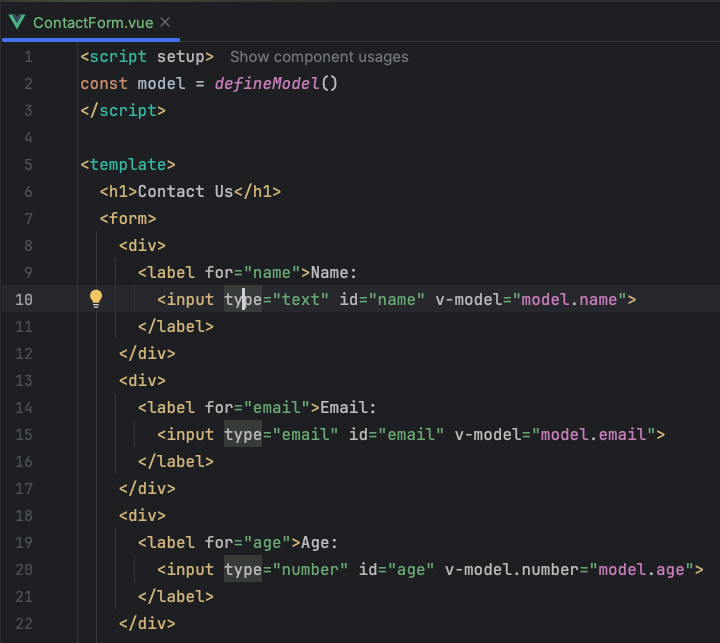 ContactForm.vue
1 <script setup> Show component usages
2 const model = defineModel()
3 </script>
4
5 <template>
6 <h1>Contact Us</h1>
7 <form>
8 <div>
9 <label for="name">Name:
10 <input type="text" id="name" v-model="model.name">
11 </label>
12 </div>
13 <div>
14 <label for="email">Email:
15 <input type="email" id="email" v-model="model.email">
16 </label>
17 </div>
18 <div>
19 <label for="age">Age:
20 <input type="number" id="age" v-model.number="model.age">
21 </label>
22 </div>